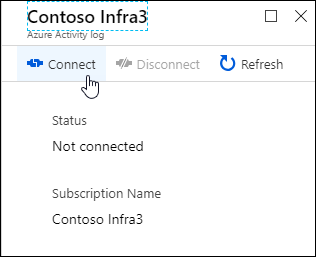 Contoso Infra3
Azure Activity log
Connect Disconnect Refresh
Status
Not connected
Subscription Name
Contoso Infra3